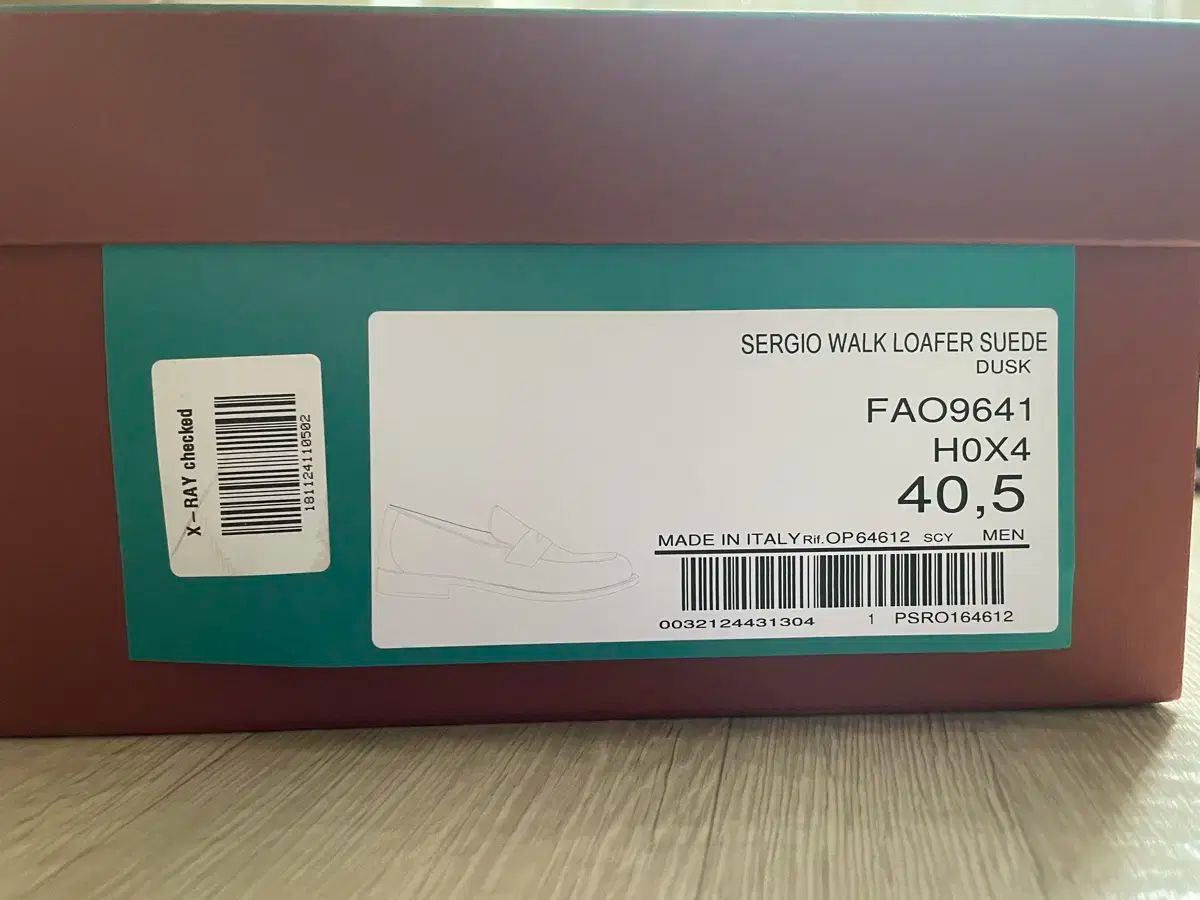 X-RAY checked
181124110502
SERGIO WALK LOAFER SUEDE
DUSK
FAO9641
H0X4
40,5
MADE IN ITALY Rif. OP64612 SCY MEN
0032124431304 1 PSRO164612